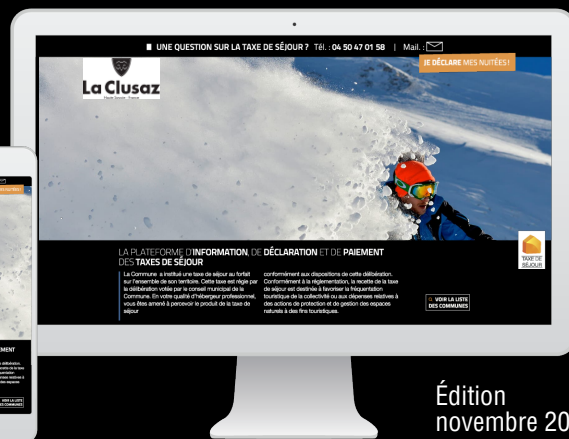 UNE QUESTION SUR LA TAXE DE SÉJOUR ? Tél. : 04 50 47 01 58 | Mail. :
JE DÉCLARE MES NUITÉES !
La Clusaz
LA PLATEFORME D'INFORMATION, DE DÉCLARATION ET DE PAIEMENT
DES TAXES DE SÉJOUR
La Commune a institué une taxe de séjour au forfait
sur l'ensemble de son territoire. Cette taxe est régie par
la délibération votée par le conseil municipal de la
Commune. En votre qualité d'hébergeur professionnel,
vous êtes amené à percevoir le produit de la taxe de
séjour
conformément aux dispositions de cette délibération.
Conformément à la réglementation, la recette de la taxe
de séjour est destinée à favoriser la fréquentation
touristique de la collectivité ou aux dépenses relatives à
des actions de protection et de gestion des espaces
naturels à des fins touristiques.
TAXE DE
SÉJOUR
VOIR LA LISTE
DES COMMUNES
VOIR LA LISTE
DES COMMUNES
Édition
novembre 20